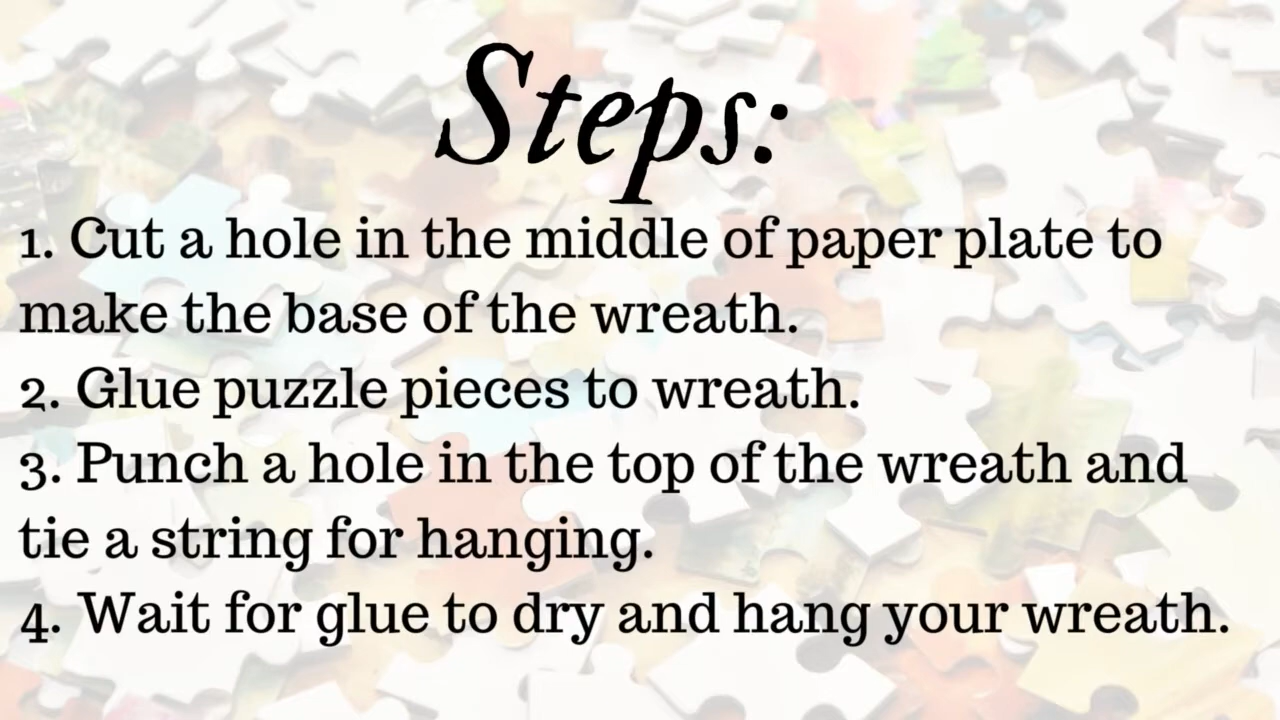 Steps:
1. Cut a hole in the middle of paper plate to
make the base of the wreath.
2. Glue puzzle pieces to wreath.
3. Punch a hole in the top of the wreath and
tie a string for hanging.
4. Wait for glue to dry and hang your wreath.